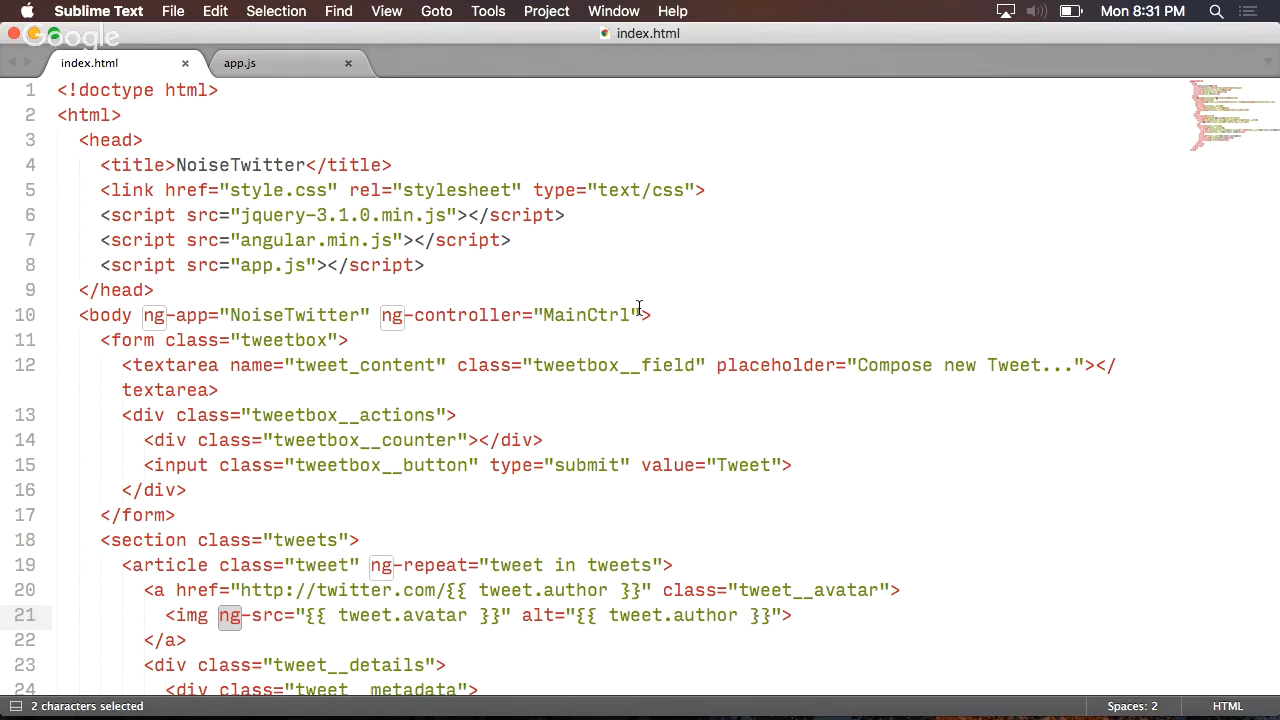 Sublime Text File Edit Selection Find View Goto Tools Project Window Help Mon 8:31 PM
Google
index.html
index.html app.js
1 <!doctype html>
2 <html>
3 <head>
4 <title>NoiseTwitter</title>
5 <link href="style.css" rel="stylesheet" type="text/css">
6 <script src="jquery-3.1.0.min.js"></script>
7 <script src="angular.min.js"></script>
8 <script src="app.js"></script>
9 </head>
10 <body ng-app="NoiseTwitter" ng-controller="MainCtrl">
11 <form class="tweetbox">
12 <textarea name="tweet_content" class="tweetbox__field" placeholder="Compose new Tweet..."></
textarea>
13 <div class="tweetbox__actions">
14 <div class="tweetbox__counter"></div>
15 <input class="tweetbox__button" type="submit" value="Tweet">
16 </div>
17 </form>
18 <section class="tweets">
19 <article class="tweet" ng-repeat="tweet in tweets">
20 <a href="http://twitter.com/{{ tweet.author }}" class="tweet__avatar">
21 <img ng-src="{{ tweet.avatar }}" alt="{{ tweet.author }}">
22 </a>
23 <div class="tweet__details">
24 <div class="tweet__metadata">
2 characters selected Spaces: 2 HTML